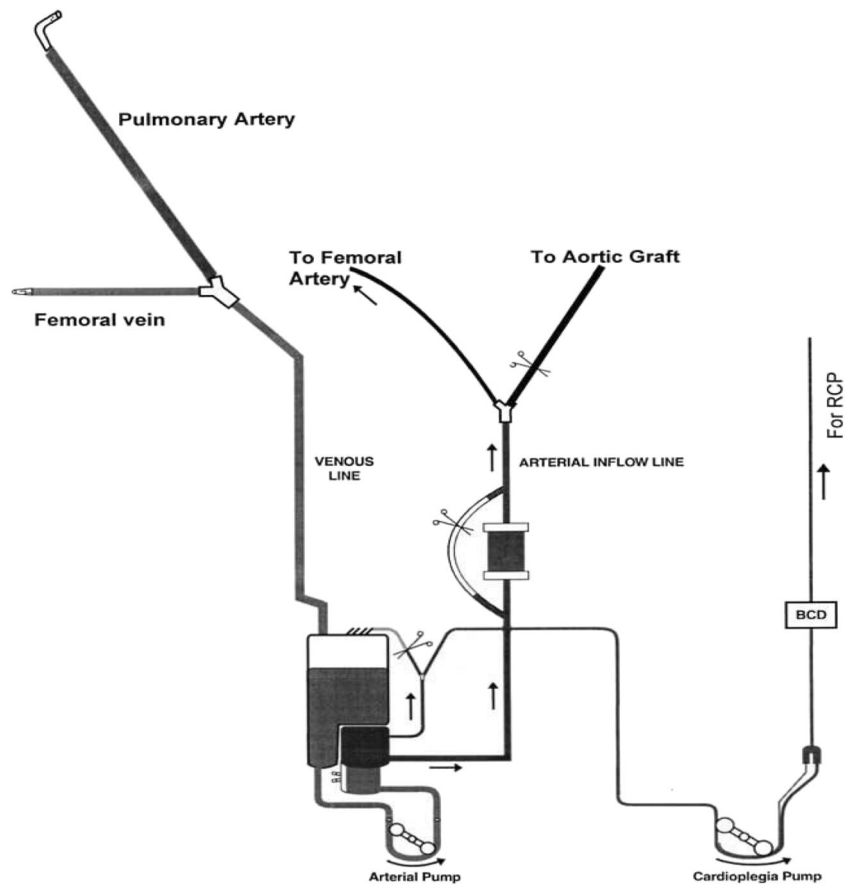 Pulmonary Artery
To Femoral
Artery
To Aortic Graft
Femoral vein
For RCP
VENOUS
LINE
ARTERIAL INFLOW LINE
BCD
Arterial Pump
Cardioplegia Pump